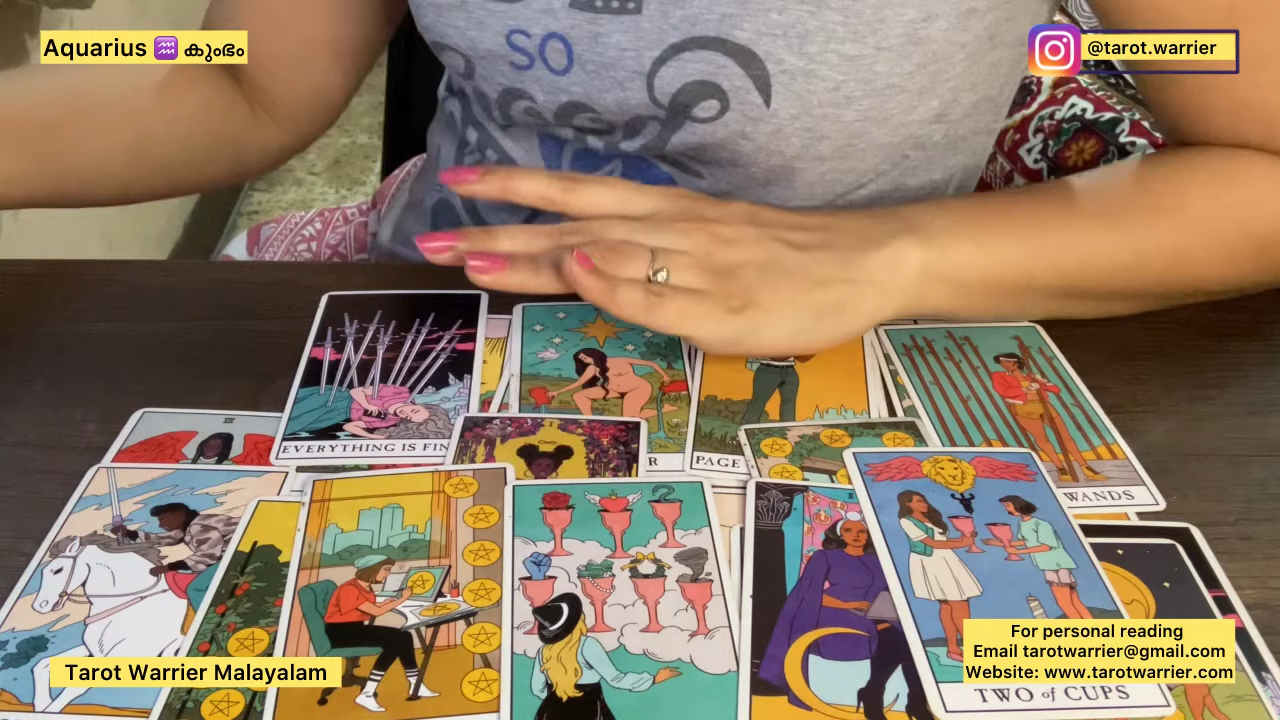 Aquarius ♒ കുംഭം
@tarot.warrier
SO
III
EVERYTHING IS FIN
R
PAGE
WANDS
TWO of CUPS
For personal reading
Email tarotwarrier@gmail.com
Website: www.tarotwarrier.com
Tarot Warrier Malayalam